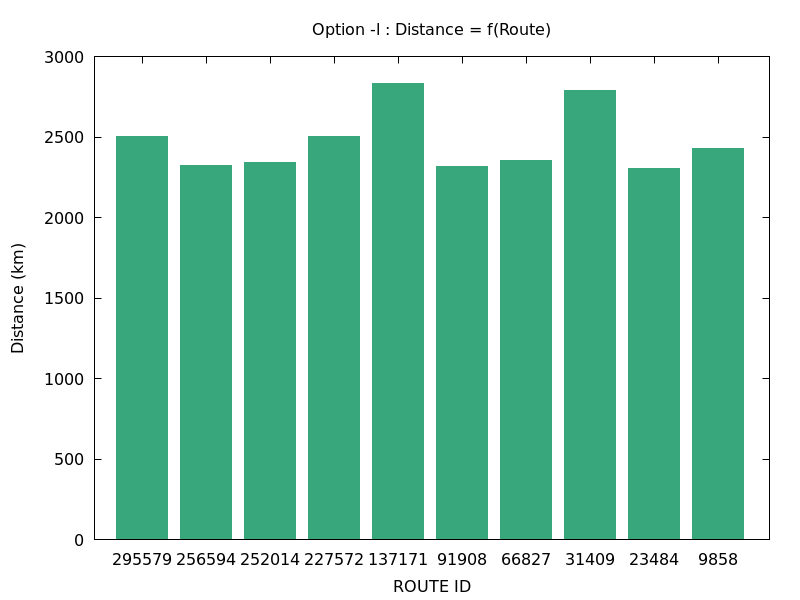 Option -l : Distance = f(Route)
3000
2500
2000
1500
1000
500
0
Distance (km)
295579 256594 252014 227572 137171 91908 66827 31409 23484 9858
ROUTE ID